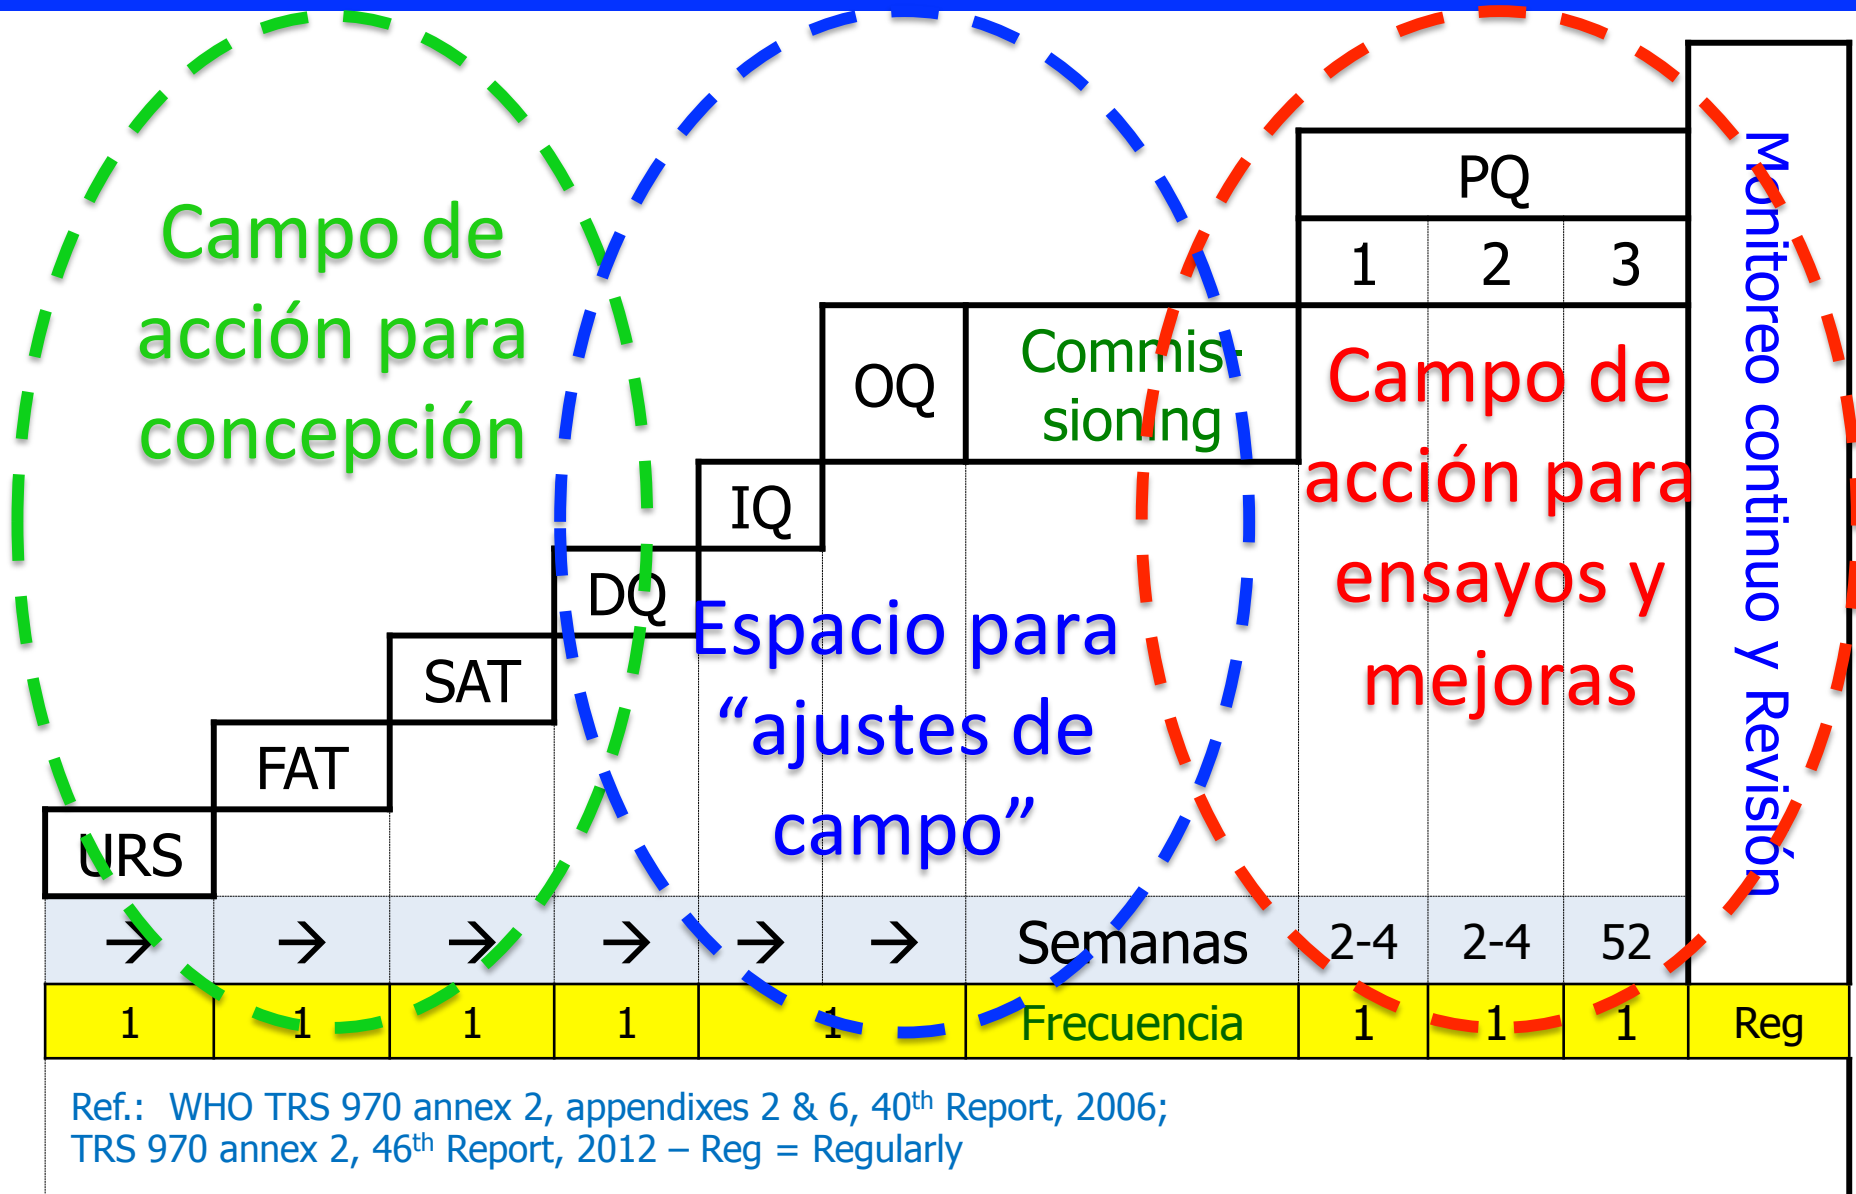 PQ
1 2 3
Campo de
acción para
concepción
OQ
Commis-
sioning
Campo de
acción para
ensayos y
mejoras
Monitoreo continuo y Revisión
IQ
DQ
Espacio para
“ajustes de
campo”
SAT
FAT
URS
→ → → → → → Semanas 2-4 2-4 52
1 1 1 1 1 Frecuencia 1 1 1 Reg
Ref.: WHO TRS 970 annex 2, appendixes 2 & 6, 40th Report, 2006;
TRS 970 annex 2, 46th Report, 2012 – Reg = Regularly